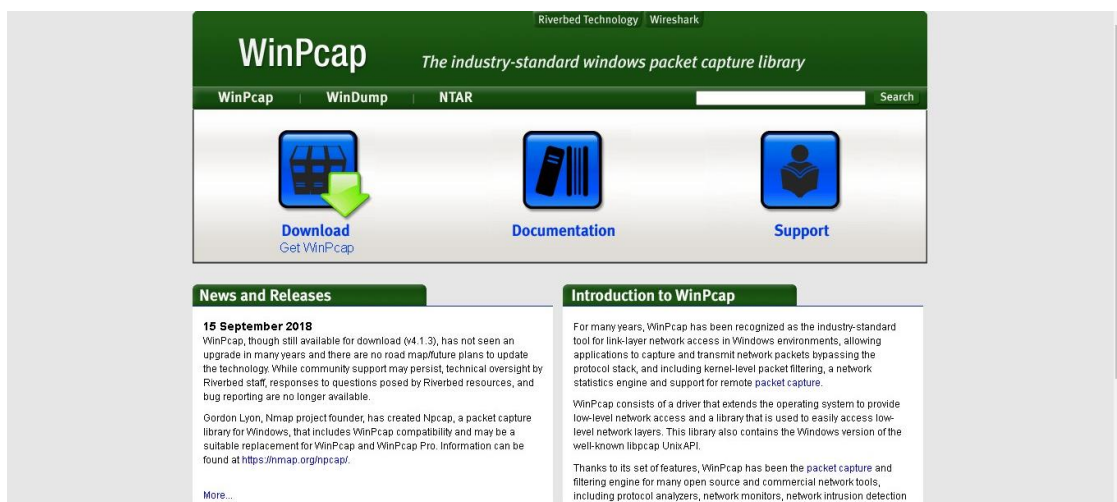 Riverbed Technology Wireshark
WinPcap
The industry-standard windows packet capture library
WinPcap WinDump NTAR Search
Download Documentation Support
Get WinPcap
News and Releases
15 September 2018
WinPcap, though still available for download (v4.1.3), has not seen an
upgrade in many years and there are no road map/future plans to update
the technology. While community support may persist, technical oversight by
Riverbed staff, responses to questions posed by Riverbed resources, and
bug reporting are no longer available.
Gordon Lyon, Nmap project founder, has created Npcap, a packet capture
library for Windows, that includes WinPcap compatibility and may be a
suitable replacement for WinPcap and WinPcap Pro. Information can be
found at https://nmap.org/npcap/.
More...
Introduction to WinPcap
For many years, WinPcap has been recognized as the industry-standard
tool for link-layer network access in Windows environments, allowing
applications to capture and transmit network packets bypassing the
protocol stack, and including kernel-level packet filtering, a network
statistics engine and support for remote packet capture.
WinPcap consists of a driver that extends the operating system to provide
low-level network access and a library that is used to easily access low-
level network layers. This library also contains the Windows version of the
well-known libpcap Unix API.
Thanks to its set of features, WinPcap has been the packet capture and
filtering engine for many open source and commercial network tools,
including protocol analyzers, network monitors, network intrusion detection